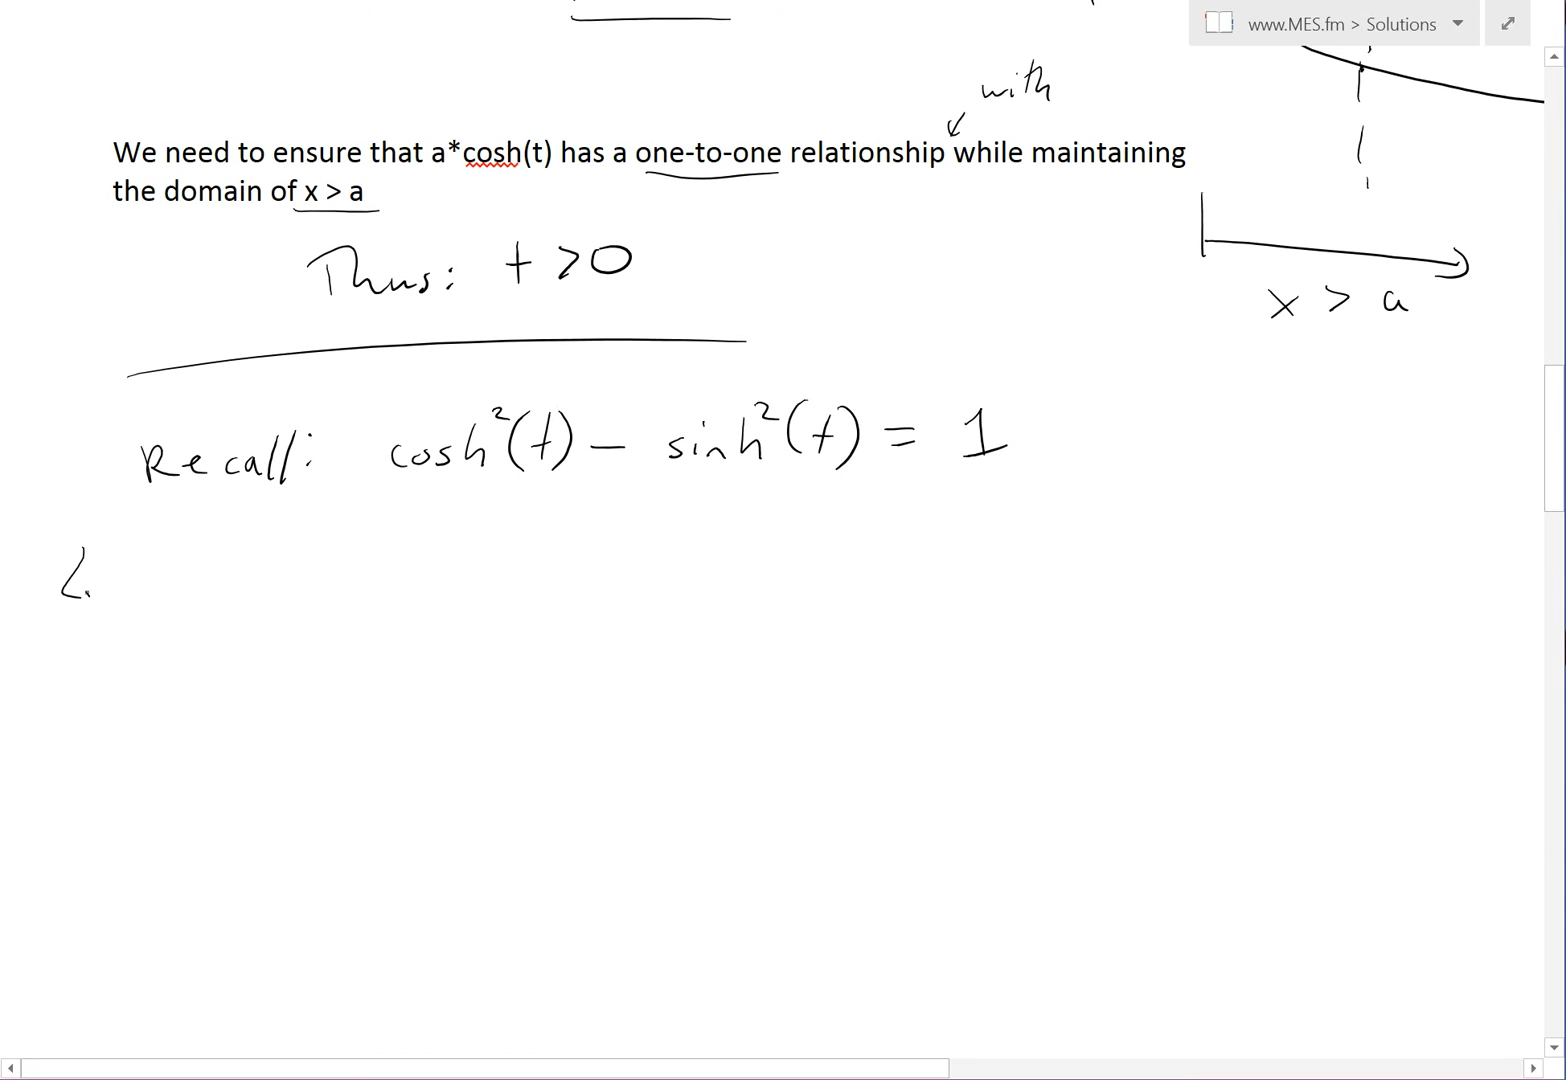 www.MES.fm > Solutions
with
We need to ensure that a*cosh(t) has a one-to-one relationship while maintaining
the domain of x > a
Thus: t > 0
x > a
Recall: cosh²(t) - sinh²(t) = 1